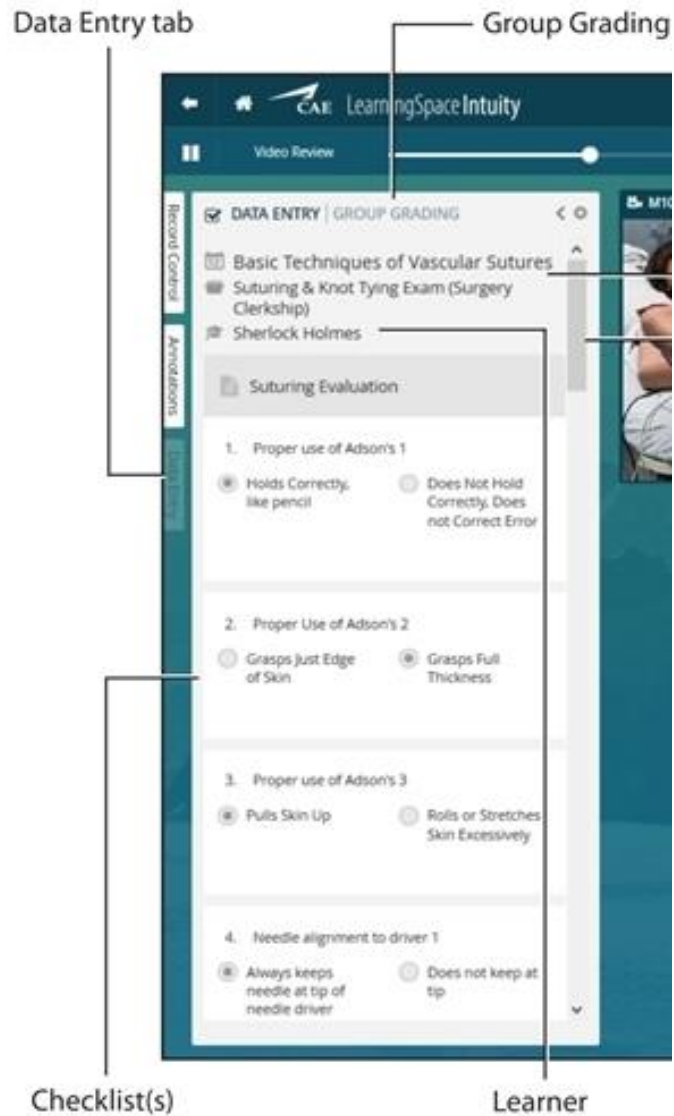 Data Entry tab
Group Grading
CAE LearningSpace Intuity
Video Review
Record Control
Annotations
Data Entry
DATA ENTRY | GROUP GRADING
Basic Techniques of Vascular Sutures
Suturing & Knot Tying Exam (Surgery
Clerkship)
Sherlock Holmes
Suturing Evaluation
1. Proper use of Adson's 1
Holds Correctly,
like pencil
Does Not Hold
Correctly, Does
not Correct Error
2. Proper Use of Adson's 2
Grasps Just Edge
of Skin
Grasps Full
Thickness
3. Proper use of Adson's 3
Pulls Skin Up
Rolls or Stretches
Skin Excessively
4. Needle alignment to driver 1
Always keeps
needle at tip of
needle driver
Does not keep at
tip
Checklist(s)
Learner